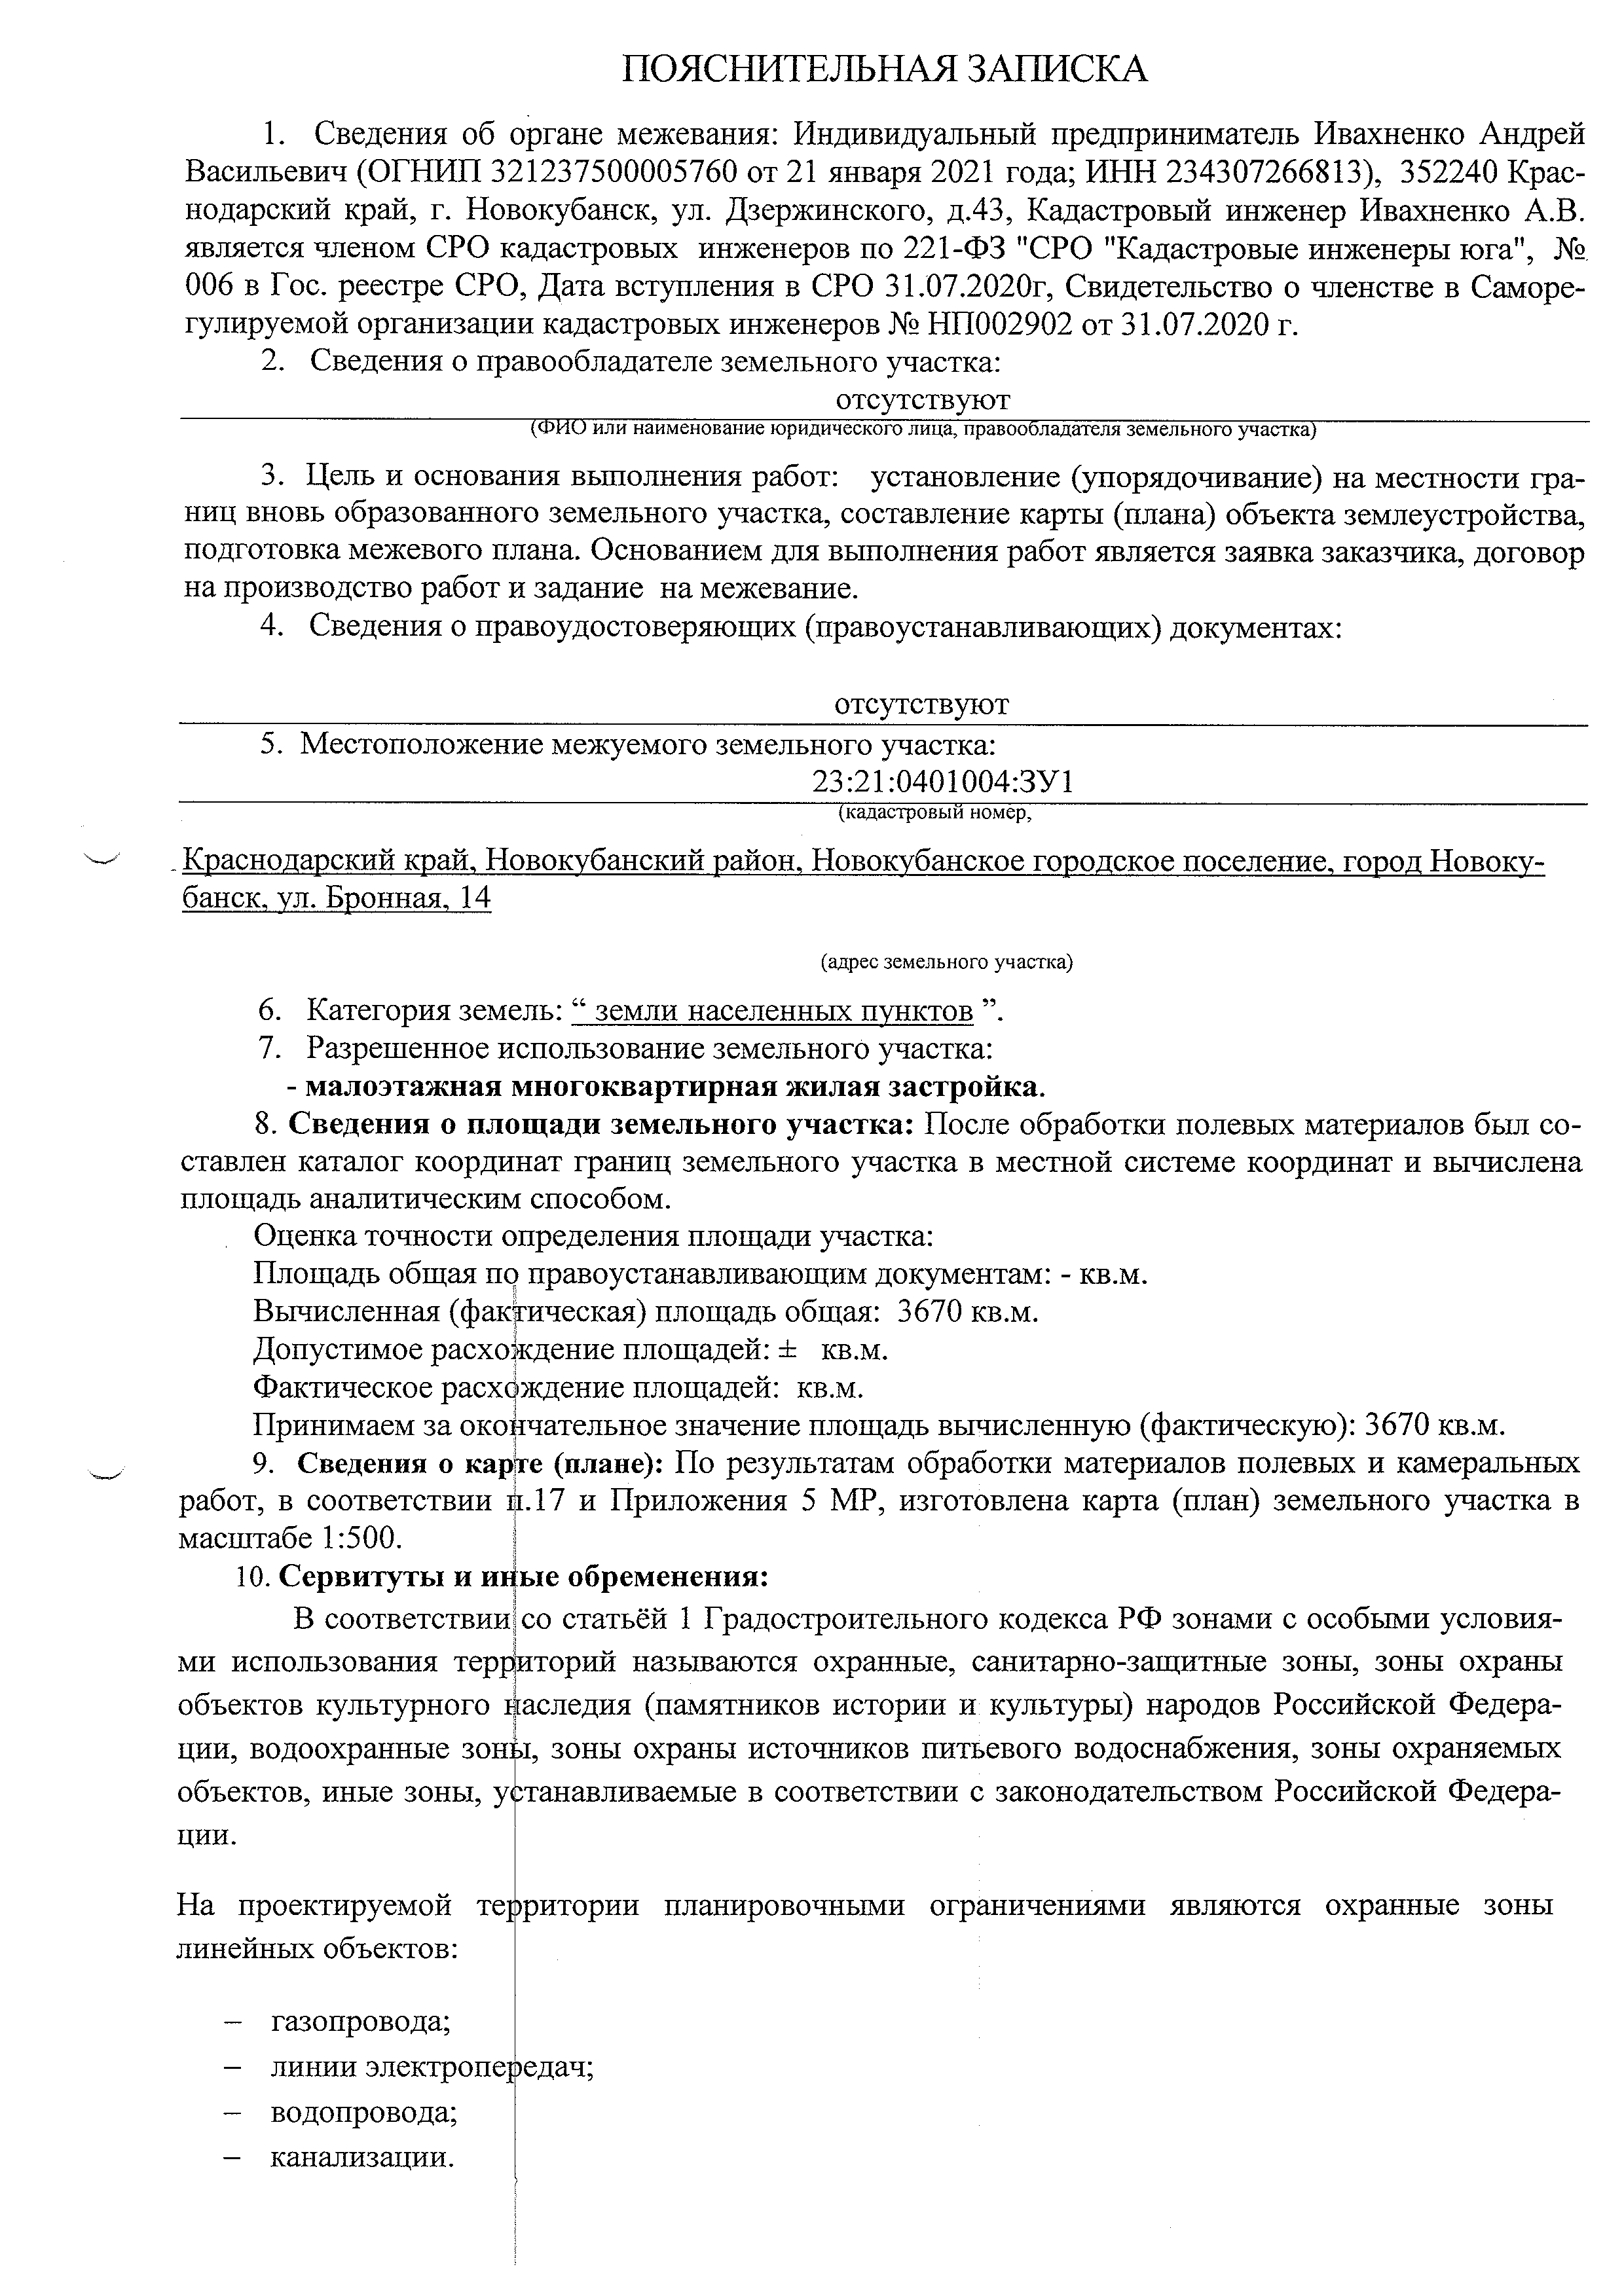 ПОЯСНИТЕЛЬНАЯ ЗАПИСКА
1. Сведения об органе межевания: Индивидуальный предприниматель Ивахненко Андрей
Васильевич (ОГНИП 321237500005760 от 21 января 2021 года; ИНН 234307266813), 352240 Крас-
нодарский край, г. Новокубанск, ул. Дзержинского, д.43, Кадастровый инженер Ивахненко А.В.
является членом СРО кадастровых инженеров по 221-ФЗ "СРО "Кадастровые инженеры юга", №
006 в Гос. реестре СРО, Дата вступления в СРО 31.07.2020г, Свидетельство о членстве в Саморе-
гулируемой организации кадастровых инженеров № НП002902 от 31.07.2020 г.
2. Сведения о правообладателе земельного участка:
отсутствуют
(ФИО или наименование юридического лица, правообладателя земельного участка)
3. Цель и основания выполнения работ: установление (упорядочивание) на местности гра-
ниц вновь образованного земельного участка, составление карты (плана) объекта землеустройства,
подготовка межевого плана. Основанием для выполнения работ является заявка заказчика, договор
на производство работ и задание на межевание.
4. Сведения о правоудостоверяющих (правоустанавливающих) документах:
отсутствуют
5. Местоположение межуемого земельного участка:
23:21:0401004:ЗУ1
(кадастровый номер,
Краснодарский край, Новокубанский район, Новокубанское городское поселение, город Новоку-
банск, ул. Бронная, 14
(адрес земельного участка)
6. Категория земель: “ земли населенных пунктов ”.
7. Разрешенное использование земельного участка:
- малоэтажная многоквартирная жилая застройка.
8. Сведения о площади земельного участка: После обработки полевых материалов был со-
ставлен каталог координат границ земельного участка в местной системе координат и вычислена
площадь аналитическим способом.
Оценка точности определения площади участка:
Площадь общая по правоустанавливающим документам: - кв.м.
Вычисленная (фактическая) площадь общая: 3670 кв.м.
Допустимое расхождение площадей: ± кв.м.
Фактическое расхождение площадей: кв.м.
Принимаем за окончательное значение площадь вычисленную (фактическую): 3670 кв.м.
9. Сведения о карте (плане): По результатам обработки материалов полевых и камеральных
работ, в соответствии п.17 и Приложения 5 МР, изготовлена карта (план) земельного участка в
масштабе 1:500.
10. Сервитуты и иные обременения:
В соответствии со статьёй 1 Градостроительного кодекса РФ зонами с особыми условия-
ми использования территорий называются охранные, санитарно-защитные зоны, зоны охраны
объектов культурного наследия (памятников истории и культуры) народов Российской Федера-
ции, водоохранные зоны, зоны охраны источников питьевого водоснабжения, зоны охраняемых
объектов, иные зоны, устанавливаемые в соответствии с законодательством Российской Федера-
ции.
На проектируемой территории планировочными ограничениями являются охранные зоны
линейных объектов:
– газопровода;
– линии электропередач;
– водопровода;
– канализации.